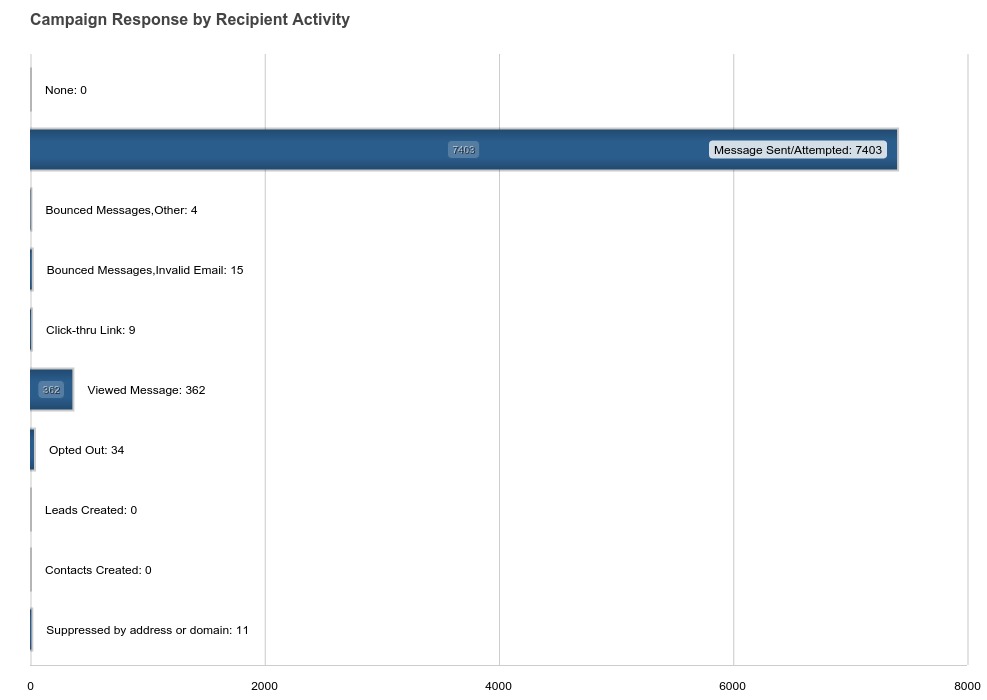 Campaign Response by Recipient Activity
None: 0
7403 Message Sent/Attempted: 7403
Bounced Messages,Other: 4
Bounced Messages,Invalid Email: 15
Click-thru Link: 9
362 Viewed Message: 362
Opted Out: 34
Leads Created: 0
Contacts Created: 0
Suppressed by address or domain: 11
0 2000 4000 6000 8000